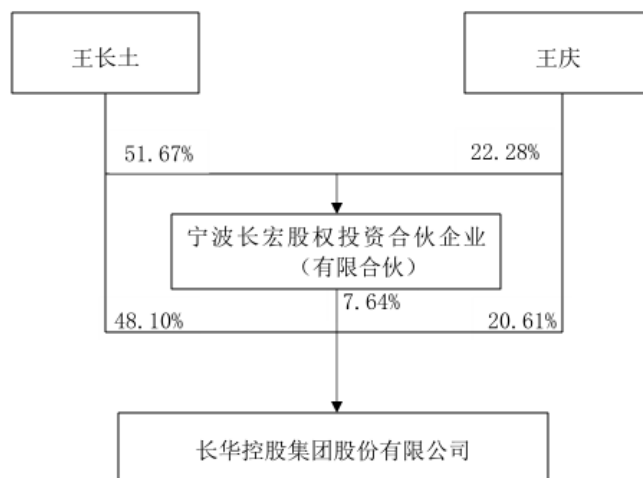 王长土
王庆
51.67%
22.28%
宁波长宏股权投资合伙企业
（有限合伙）
7.64%
48.10%
20.61%
长华控股集团股份有限公司